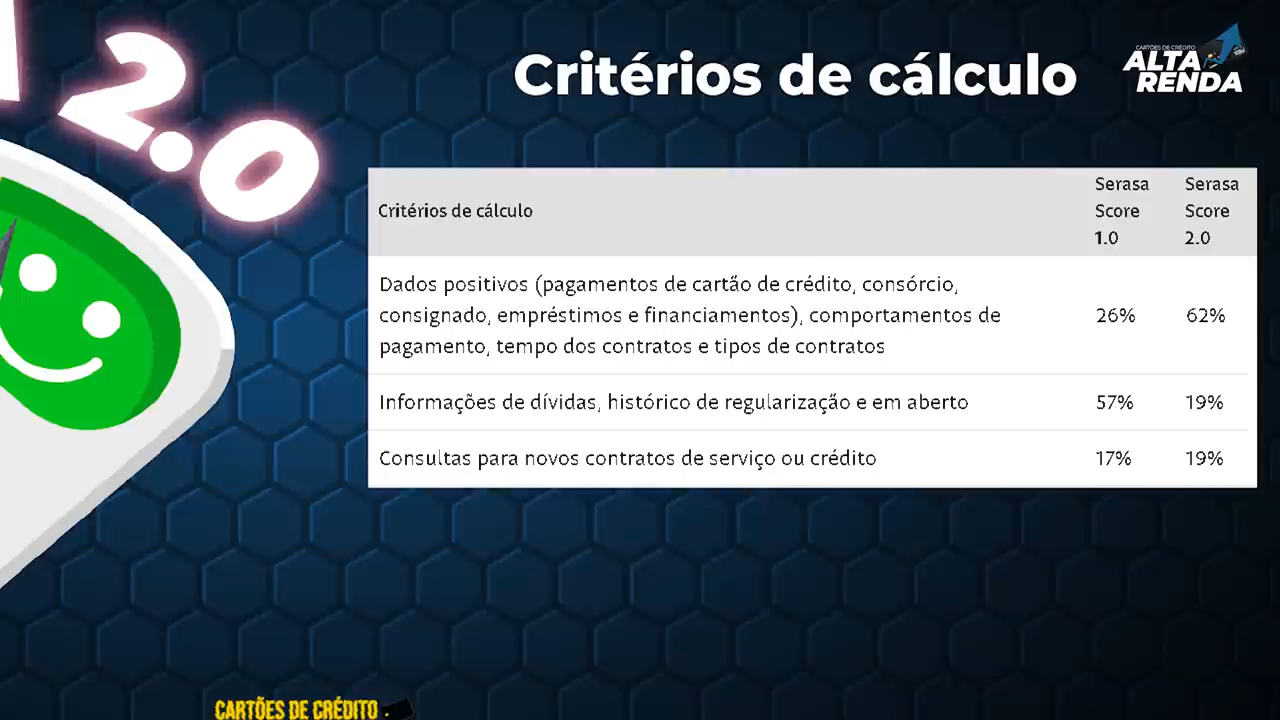 2.0
Critérios de cálculo
CARTÕES DE CRÉDITO
ALTA
RENDA
Critérios de cálculo
Serasa
Score
1.0
Serasa
Score
2.0
Dados positivos (pagamentos de cartão de crédito, consórcio,
consignado, empréstimos e financiamentos), comportamentos de
pagamento, tempo dos contratos e tipos de contratos
26%
62%
Informações de dívidas, histórico de regularização e em aberto
57%
19%
Consultas para novos contratos de serviço ou crédito
17%
19%
CARTÕES DE CRÉDITO